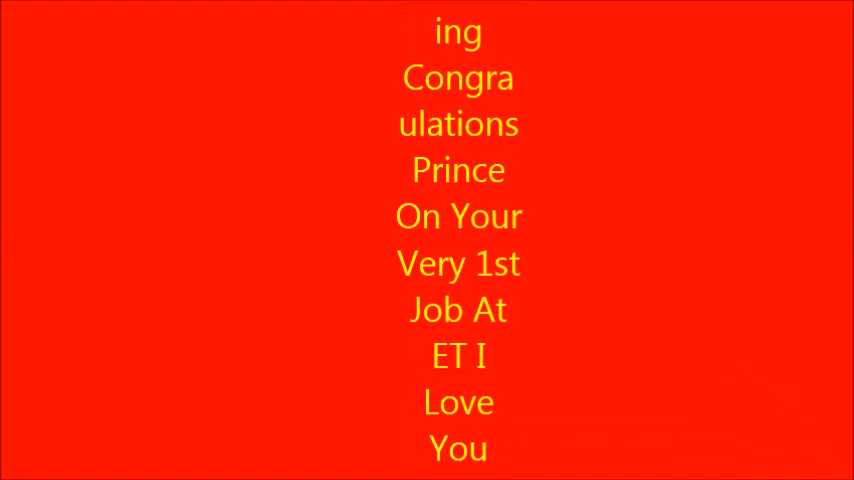 ing
Congra
ulations
Prince
On Your
Very 1st
Job At
ET I
Love
You